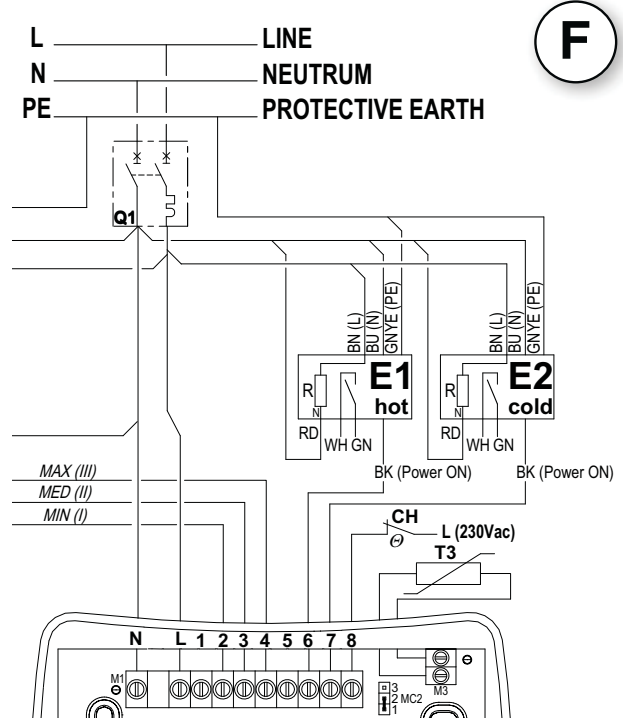 F
L LINE
N NEUTRUM
PE PROTECTIVE EARTH
Q1
BN (L) BU (N) GNYE (PE) BN (L) BU (N) GNYE (PE)
R N E1 hot R N E2 cold
RD WH GN RD WH GN
BK (Power ON) BK (Power ON)
MAX (III)
MED (II)
MIN (I)
CH L (230Vac)
Θ T3
N L 1 2 3 4 5 6 7 8
M1 3 2 1 MC2 M3